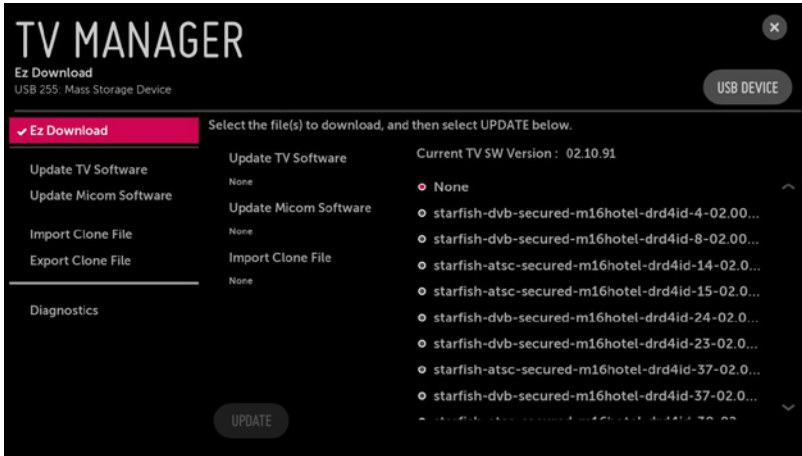 TV MANAGER
Ez Download
USB 255: Mass Storage Device
USB DEVICE
Ez Download
Update TV Software
Update Micom Software
Import Clone File
Export Clone File
Diagnostics
Select the file(s) to download, and then select UPDATE below.
Update TV Software
None
Update Micom Software
None
Import Clone File
None
UPDATE
Current TV SW Version : 02.10.91
None
starfish-dvb-secured-m16hotel-drd4id-4-02.00...
starfish-dvb-secured-m16hotel-drd4id-8-02.00...
starfish-atsc-secured-m16hotel-drd4id-14-02.0...
starfish-atsc-secured-m16hotel-drd4id-15-02.0...
starfish-dvb-secured-m16hotel-drd4id-24-02.0...
starfish-dvb-secured-m16hotel-drd4id-23-02.0...
starfish-atsc-secured-m16hotel-drd4id-37-02.0...
starfish-dvb-secured-m16hotel-drd4id-37-02.0...